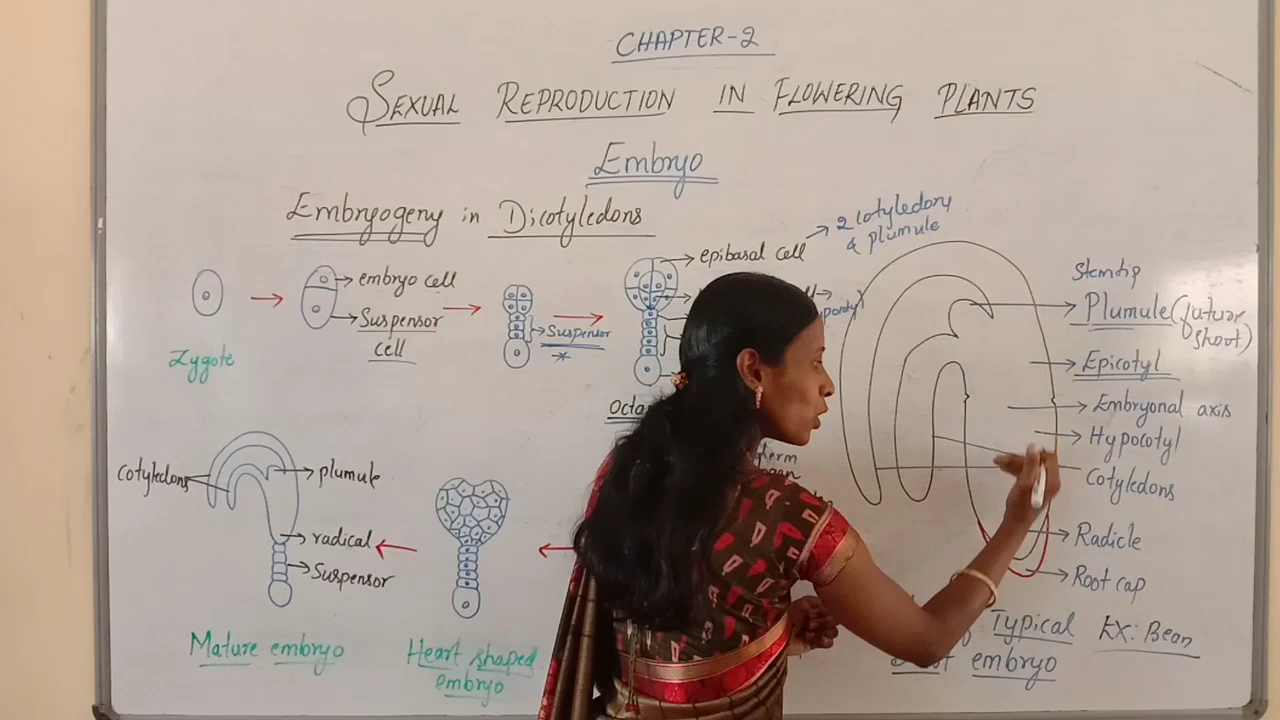 CHAPTER-2
SEXUAL REPRODUCTION IN FLOWERING PLANTS
Embryo
Embryogeny in Dicotyledons
2 cotyledons
& plumule
epibasal cell
embryo cell
Suspensor
cell
Suspensor
Zygote
Stemtip
Plumule (future
shoot)
Epicotyl
Embryonal axis
Hypocotyl
Cotyledons
Radicle
Root cap
Typical EX: Bean
embryo
cotyledons
plumule
radical
Suspensor
Mature embryo
Heart shaped
embryo